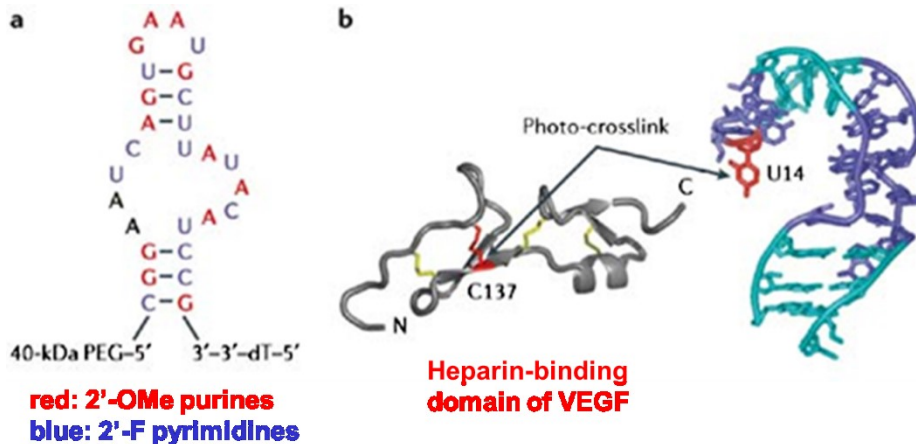 a
A A
G U
U G
G C
A U
C U A U
U A
A C
A U A
G C
G C
C G
40-kDa PEG–5′ 3′–3′-dT–5′
red: 2'-OMe purines
blue: 2'-F pyrimidines
b
Photo-crosslink
U14
C
C137
N
Heparin-binding
domain of VEGF